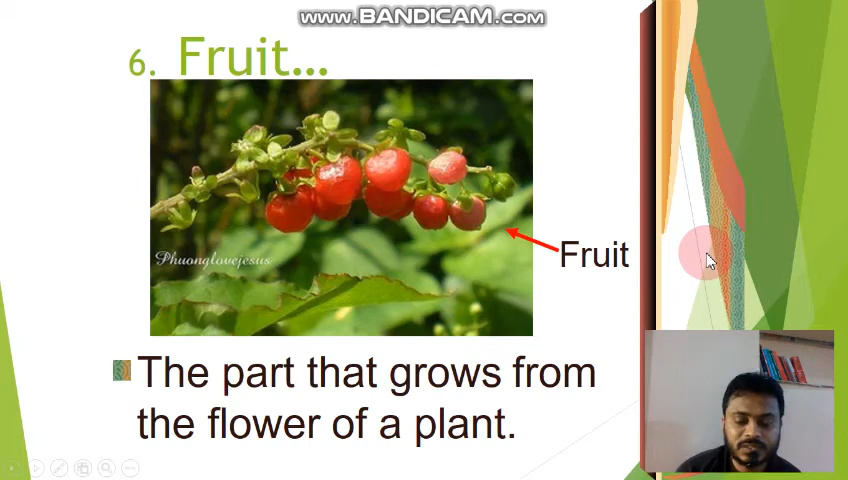 www.BANDICAM.com
6. Fruit...
Phuonglovejesus
Fruit
The part that grows from
the flower of a plant.